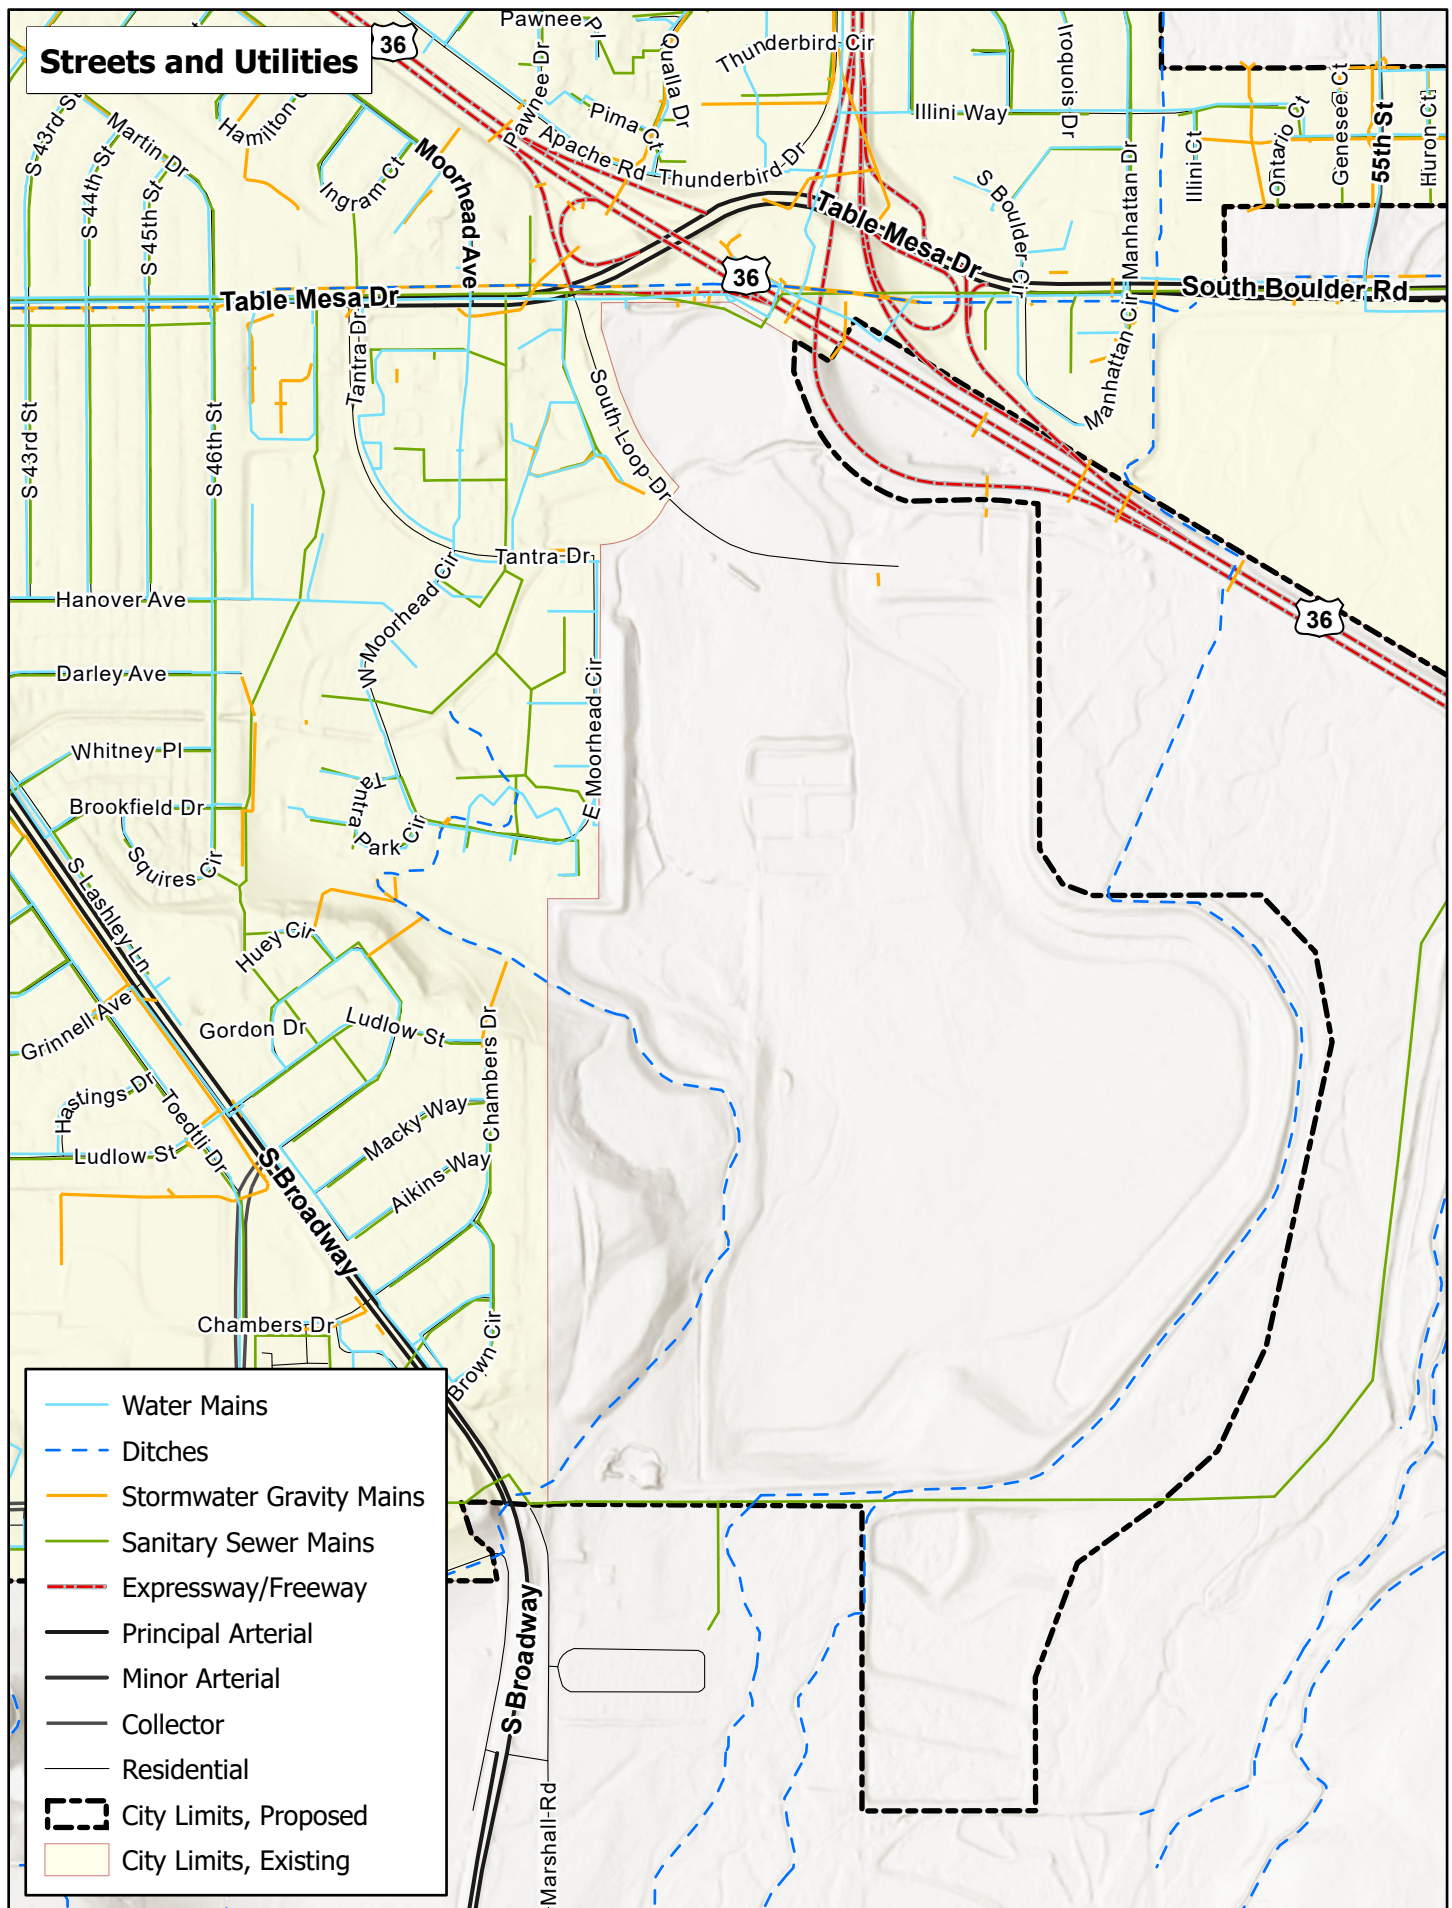 Streets and Utilities
36
Pawnee Pl
Pawnee Dr
Qualla Dr
Thunderbird Cir
Pima Ct
Apache Rd
Thunderbird Dr
Illini Way
Disionbori Dr
Illini Ct
Ontario Ct
Genesee Ct
55th St
Huron Ct
S 43rd St
S 44th St
S 45th St
Martin Dr
Hamilton C
Ingram Ct
Moorhead Ave
Table Mesa Dr
S Boulder Cir
Manhattan Dr
36
Table Mesa Dr
South Boulder Rd
Tantra Dr
Manhattan Cir
Manhattan Cir
South Loop Dr
S 43rd St
S 46th St
Tantra Dr
Hanover Ave
W Moorhead Cir
36
Darley Ave
E Moorhead Cir
Whitney Pl
Tantra Park Cir
Brookfield Dr
Squires Cir
S Lashley Ln
Huey Cir
Grinnell Ave
Gordon Dr
Ludlow St
Chambers Dr
Hastings Dr
Toedtli Dr
Macky Way
Ludlow St
Aikins Way
S Broadway
Chambers Dr
Brown Cir
Water Mains
Ditches
Stormwater Gravity Mains
Sanitary Sewer Mains
Expressway/Freeway
Principal Arterial
Minor Arterial
Collector
Residential
City Limits, Proposed
City Limits, Existing
S Broadway
Marshall Rd